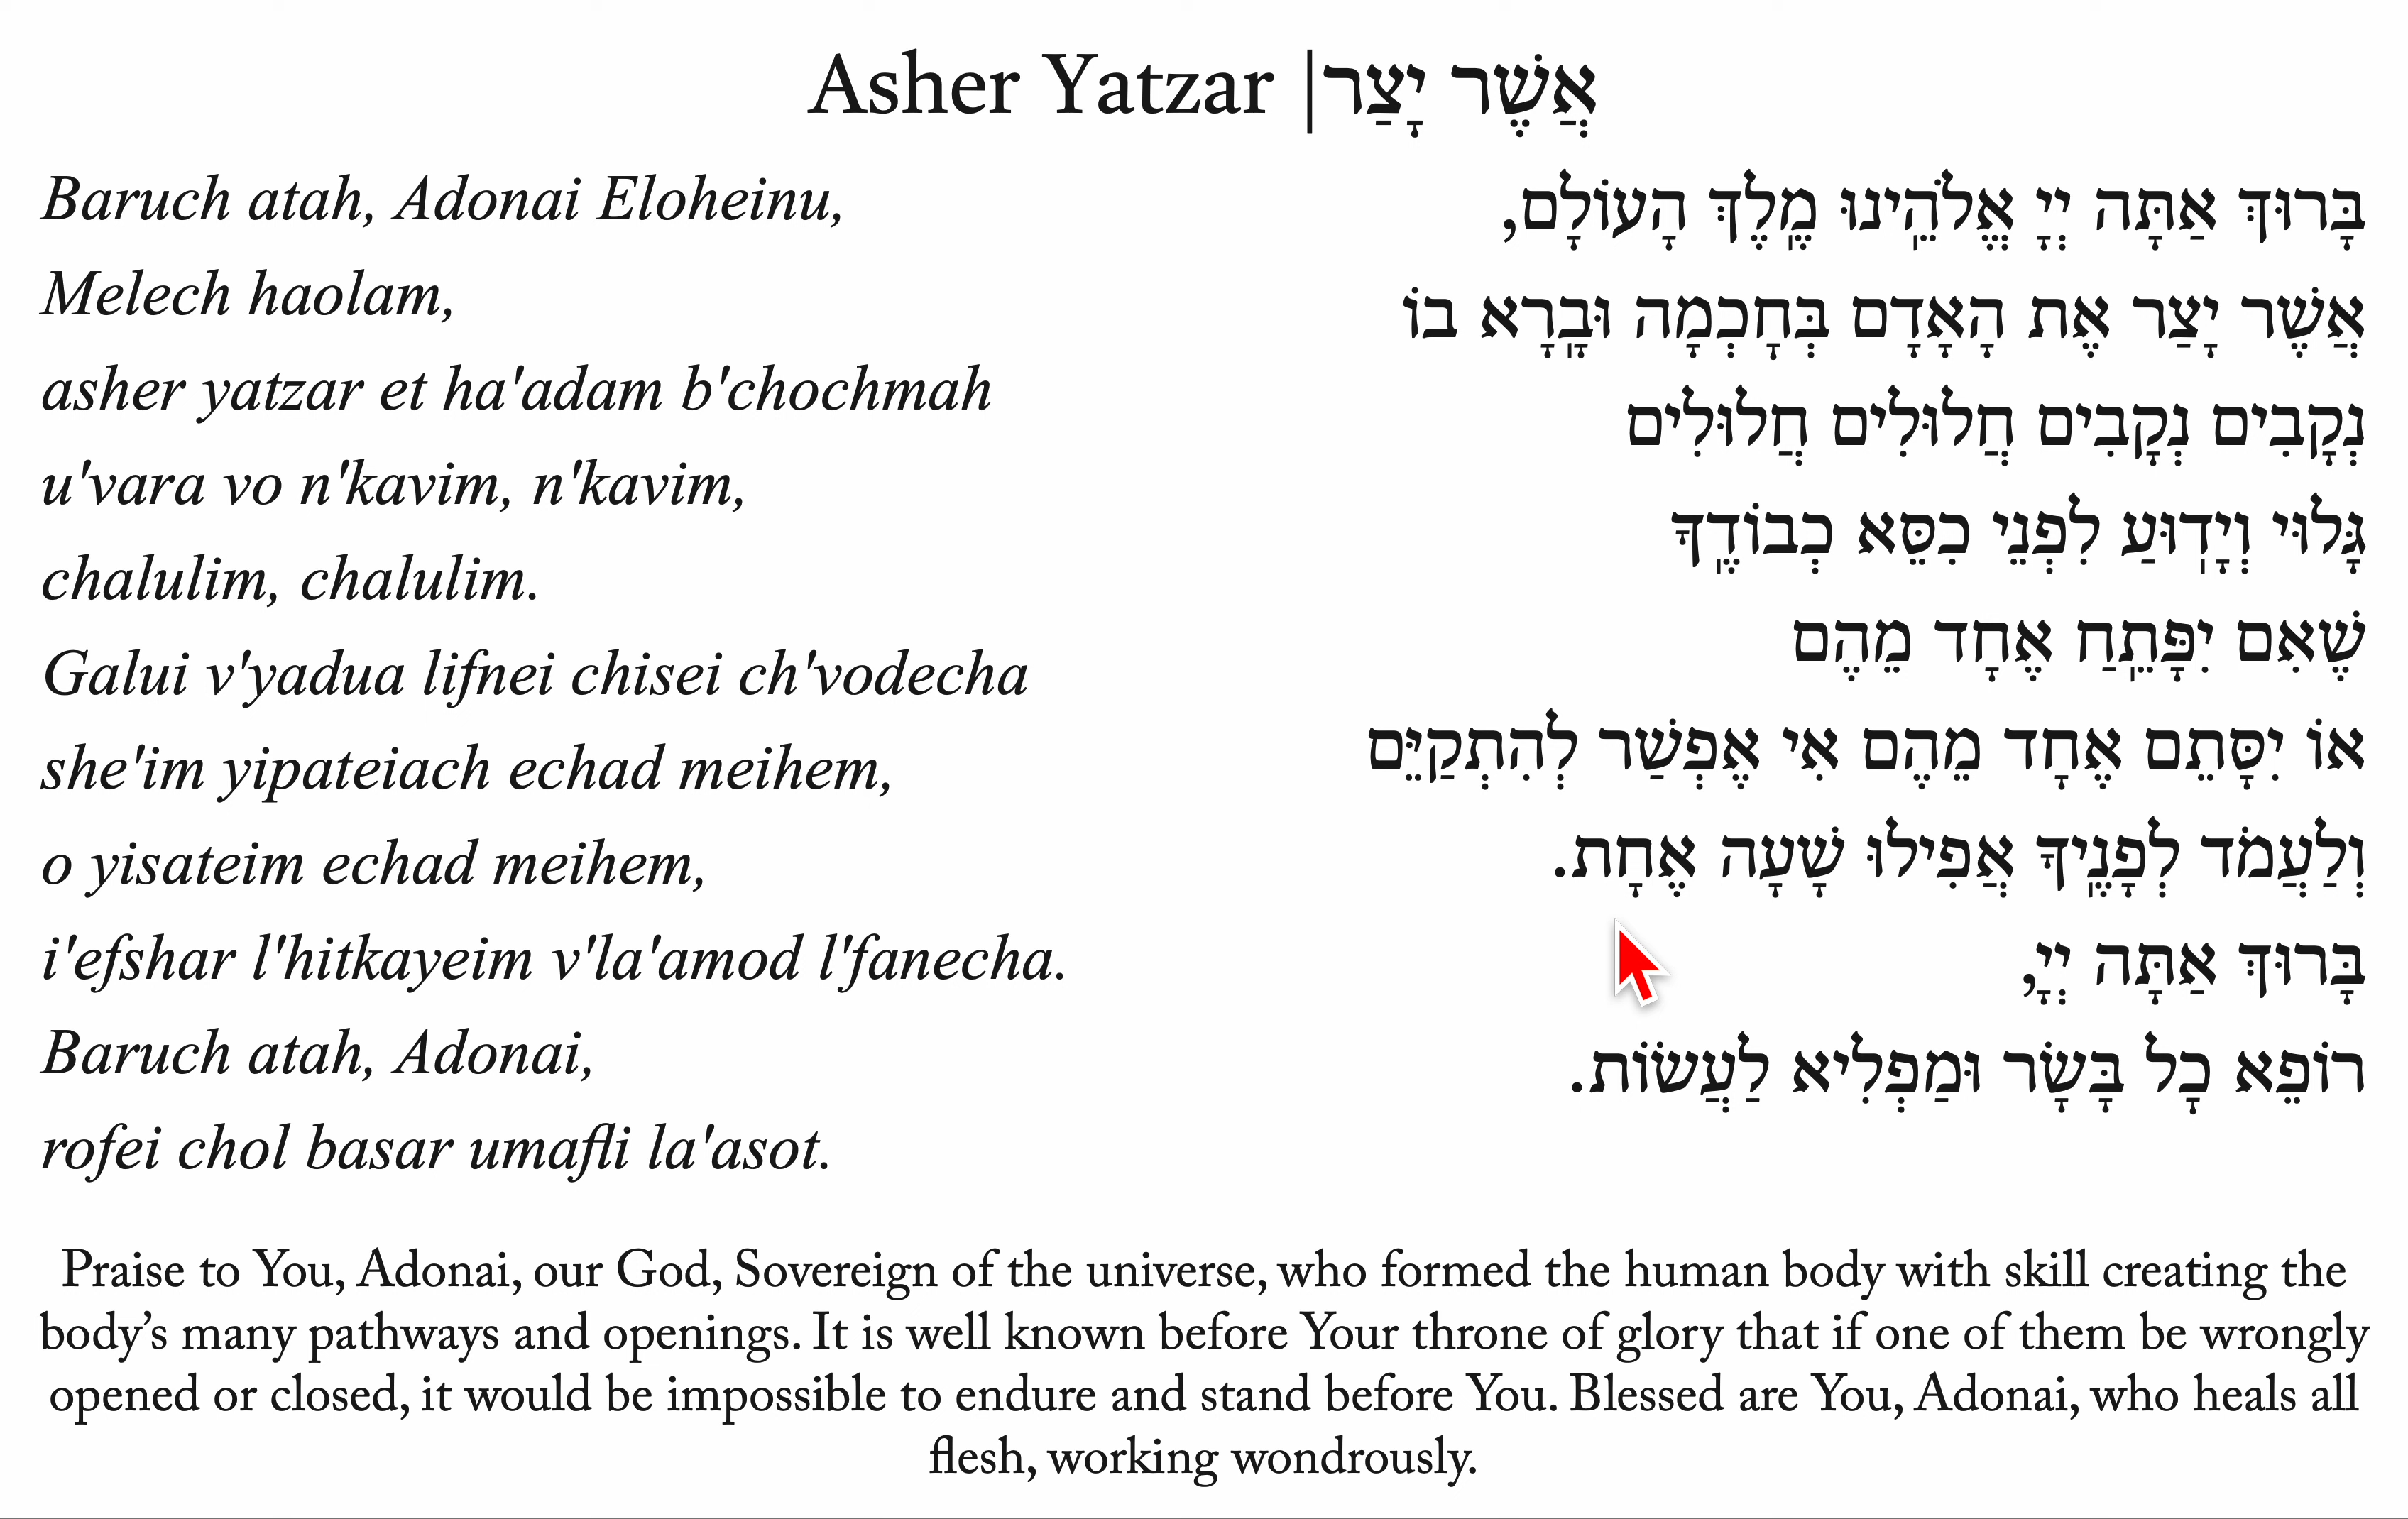 Asher Yatzar |אֲשֶׁר יָצַר
Baruch atah, Adonai Eloheinu,
Melech haolam,
asher yatzar et ha'adam b'chochmah
u'vara vo n'kavim, n'kavim,
chalulim, chalulim.
Galui v'yadua lifnei chisei ch'vodecha
she'im yipateiach echad meihem,
o yisateim echad meihem,
i'efshar l'hitkayeim v'la'amod l'fanecha.
Baruch atah, Adonai,
rofei chol basar umafli la'asot.
בָּרוּךְ אַתָּה יְיָ אֱלֹהֵֽינוּ מֶֽלֶךְ הָעוֹלָם,
אֲשֶׁר יָצַר אֶת הָאָדָם בְּחָכְמָה וּבָֽרָא בוֹ
נְקָבִים נְקָבִים חֲלוּלִים חֲלוּלִים
גָּלוּי וְיָדֽוּעַ לִפְנֵי כִסֵּא כְבוֹדֶֽךָ
שֶׁאִם יִפָּתֵֽחַ אֶחָד מֵהֶם
אוֹ יִסָּתֵם אֶחָד מֵהֶם אִי אֶפְשַׁר לְהִתְקַיֵּם
וְלַעֲמֹד לְפָנֶֽיךָ אֲפִילוּ שָׁעָה אֶחָת.
בָּרוּךְ אַתָּה יְיָ,
רוֹפֵא כָל בָּשָׂר וּמַפְלִיא לַעֲשׂוֹת.
Praise to You, Adonai, our God, Sovereign of the universe, who formed the human body with skill creating the
body’s many pathways and openings. It is well known before Your throne of glory that if one of them be wrongly
opened or closed, it would be impossible to endure and stand before You. Blessed are You, Adonai, who heals all
flesh, working wondrously.